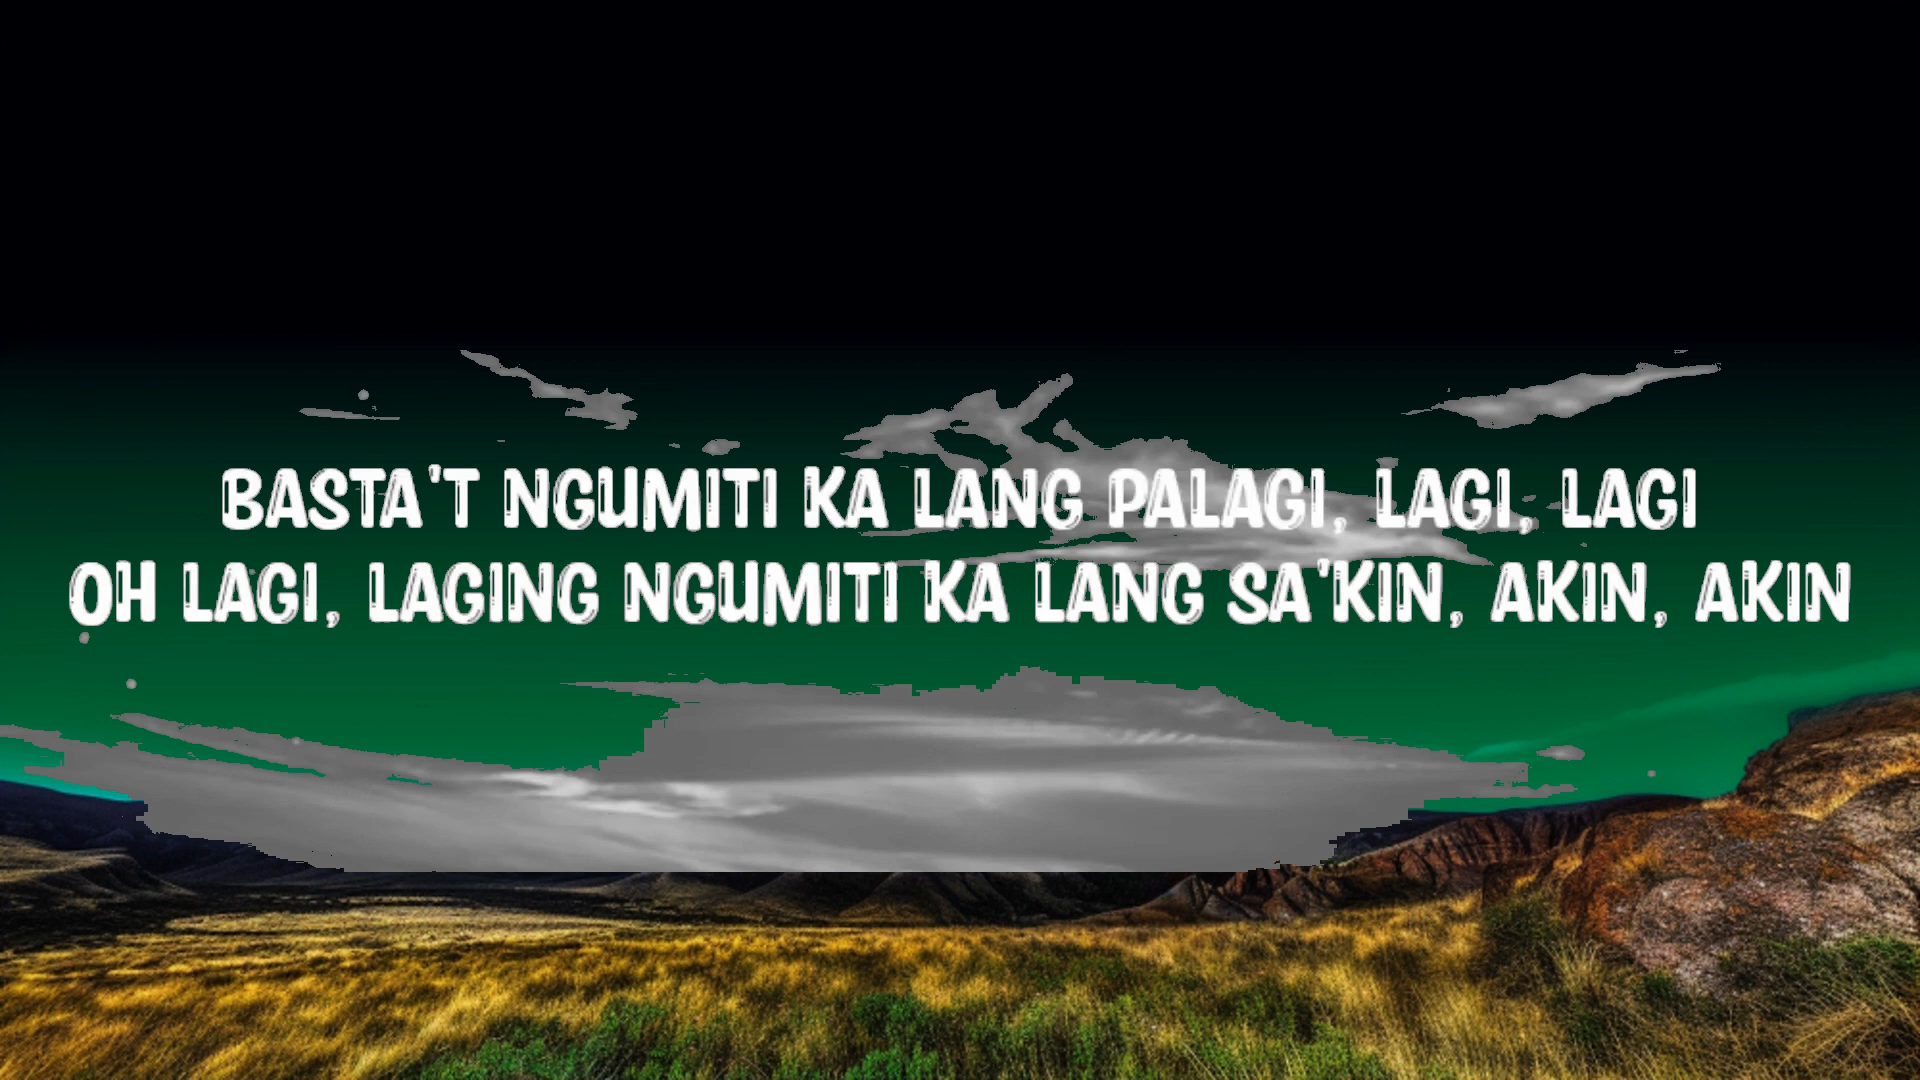 BASTA'T NGUMITI KA LANG PALAGI, LAGI, LAGI
OH LAGI, LAGING NGUMITI KA LANG SA'KIN, AKIN, AKIN